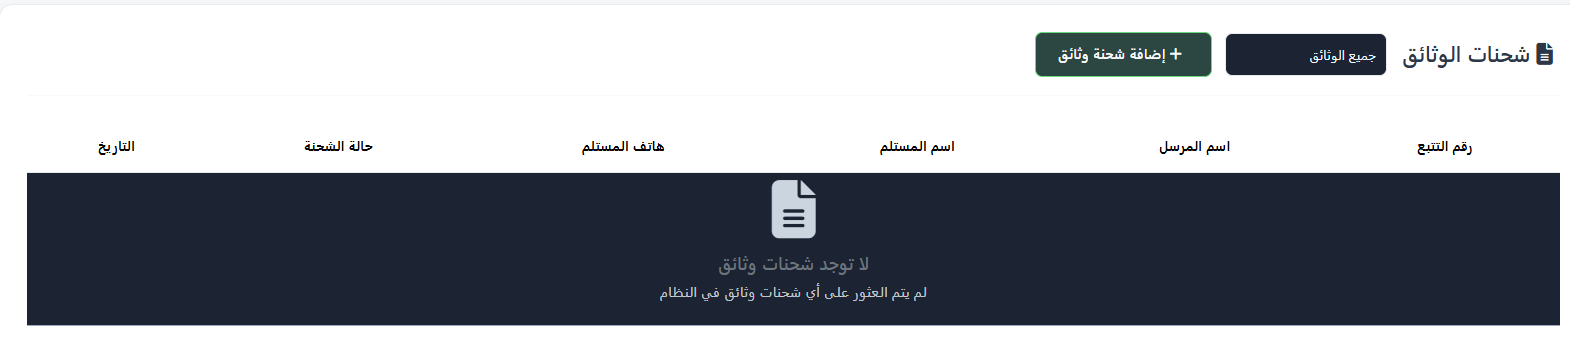 شحنات الوثائق
جميع الوثائق
+ إضافة شحنة وثائق
رقم التتبع
اسم المرسل
اسم المستلم
هاتف المستلم
حالة الشحنة
التاريخ
لا توجد شحنات وثائق
لم يتم العثور على أي شحنات وثائق في النظام